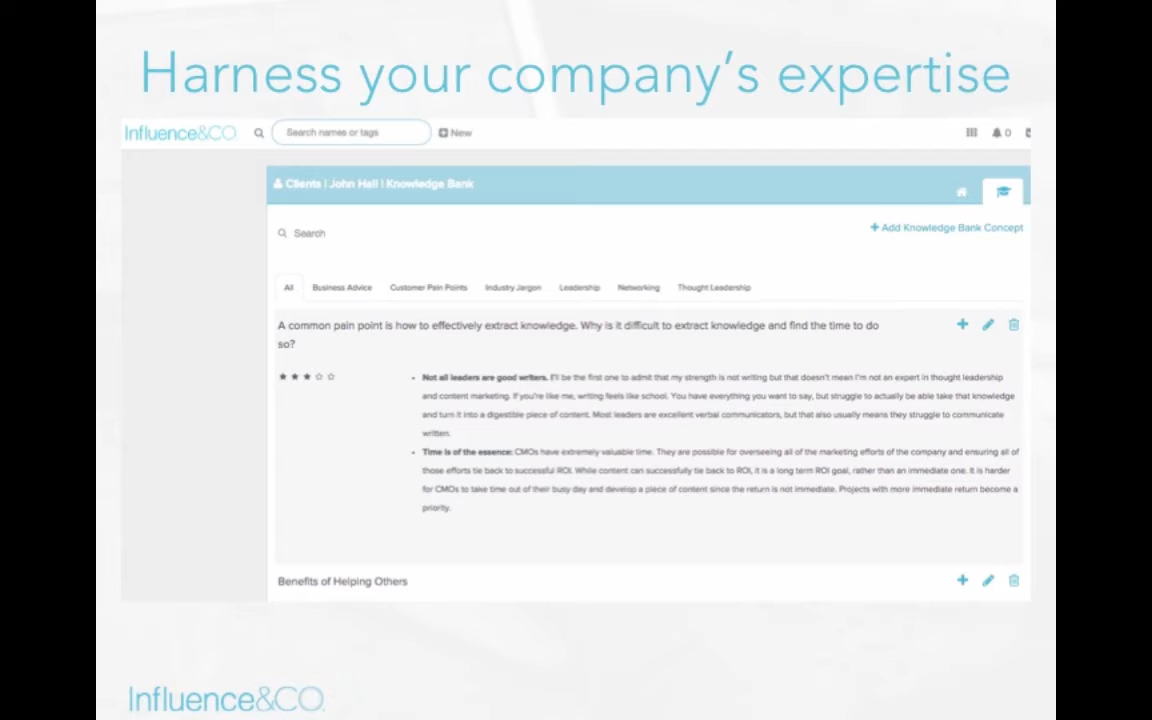 Harness your company's expertise
Influence&CO.
Search names or tags
New
0
Clients | John Hall | Knowledge Bank
Search
Add Knowledge Bank Concept
All
Business Advice
Customer Pain Points
Industry Jargon
Leadership
Networking
Thought Leadership
A common pain point is how to effectively extract knowledge. Why is it difficult to extract knowledge and find the time to do
so?
• Not all leaders are good writers. I'll be the first one to admit that my strength is not writing but that doesn't mean I'm not an expert in thought leadership
and content marketing. If you're like me, writing feels like school. You have everything you want to say, but struggle to actually be able take that knowledge
and turn it into a digestible piece of content. Most leaders are excellent verbal communicators, but that also usually means they struggle to communicate
written.
• Time is of the essence: CMOs have extremely valuable time. They are possible for overseeing all of the marketing efforts of the company and ensuring all of
those efforts tie back to successful ROI. While content can successfully tie back to ROI, it is a long term ROI goal, rather than an immediate one. It is harder
for CMOs to take time out of their busy day and develop a piece of content since the return is not immediate. Projects with more immediate return become a
priority.
Benefits of Helping Others
Influence&CO.